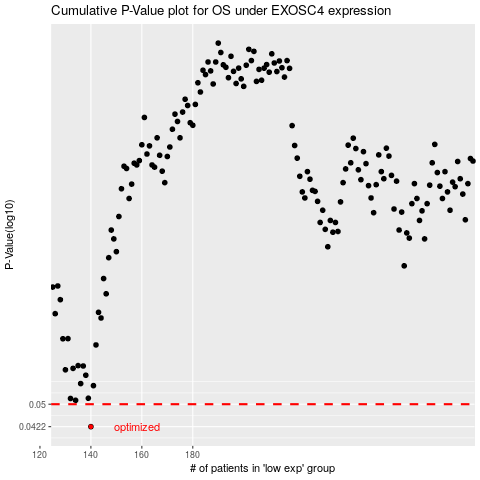 Cumulative P-Value plot for OS under EXOSC4 expression
P-Value(log10)
0.05
0.0422
optimized
120 140 160 180
# of patients in 'low exp' group